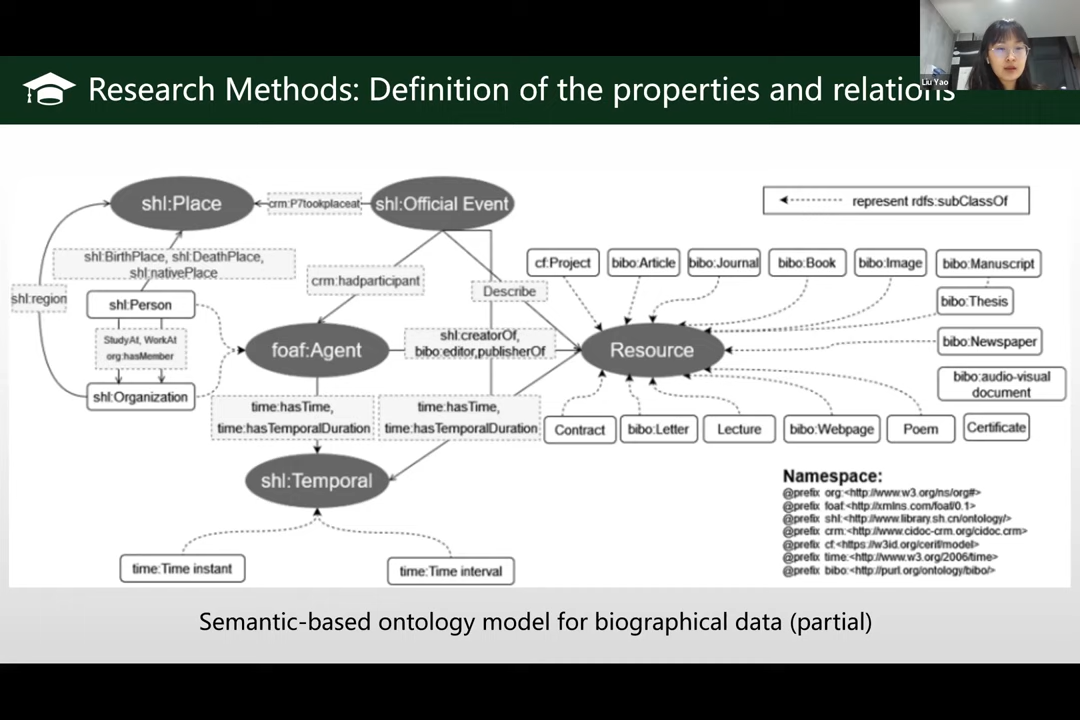 Liu Yao
Research Methods: Definition of the properties and relations
shl:Place
crm:P7tookplaceat
shl:Official Event
represent rdfs:subClassOf
shl:BirthPlace, shl:DeathPlace,
shl:nativePlace
crm:hadparticipant
Describe
cf:Project
bibo:Article
bibo:Journal
bibo:Book
bibo:Image
bibo:Manuscript
shl:region
shl:Person
bibo:Thesis
StudyAt, WorkAt
org:hasMember
foaf:Agent
shl:creatorOf,
bibo:editor,publisherOf
Resource
bibo:Newspaper
shl:Organization
bibo:audio-visual
document
time:hasTime,
time:hasTemporalDuration
time:hasTime,
time:hasTemporalDuration
Contract
bibo:Letter
Lecture
bibo:Webpage
Poem
Certificate
shl:Temporal
time:Time instant
time:Time interval
Namespace:
@prefix org:<http://www.w3.org/ns/org#>
@prefix foaf:<http://xmlns.com/foaf/0.1>
@prefix shl:<http://www.library.sh.cn/ontology/>
@prefix crm:<http://www.cidoc-crm.org/cidoc.crm>
@prefix cf:<https://w3id.org/cerif/model>
@prefix time:<http://www.w3.org/2006/time>
@prefix bibo:<http://purl.org/ontology/bibo/>
Semantic-based ontology model for biographical data (partial)